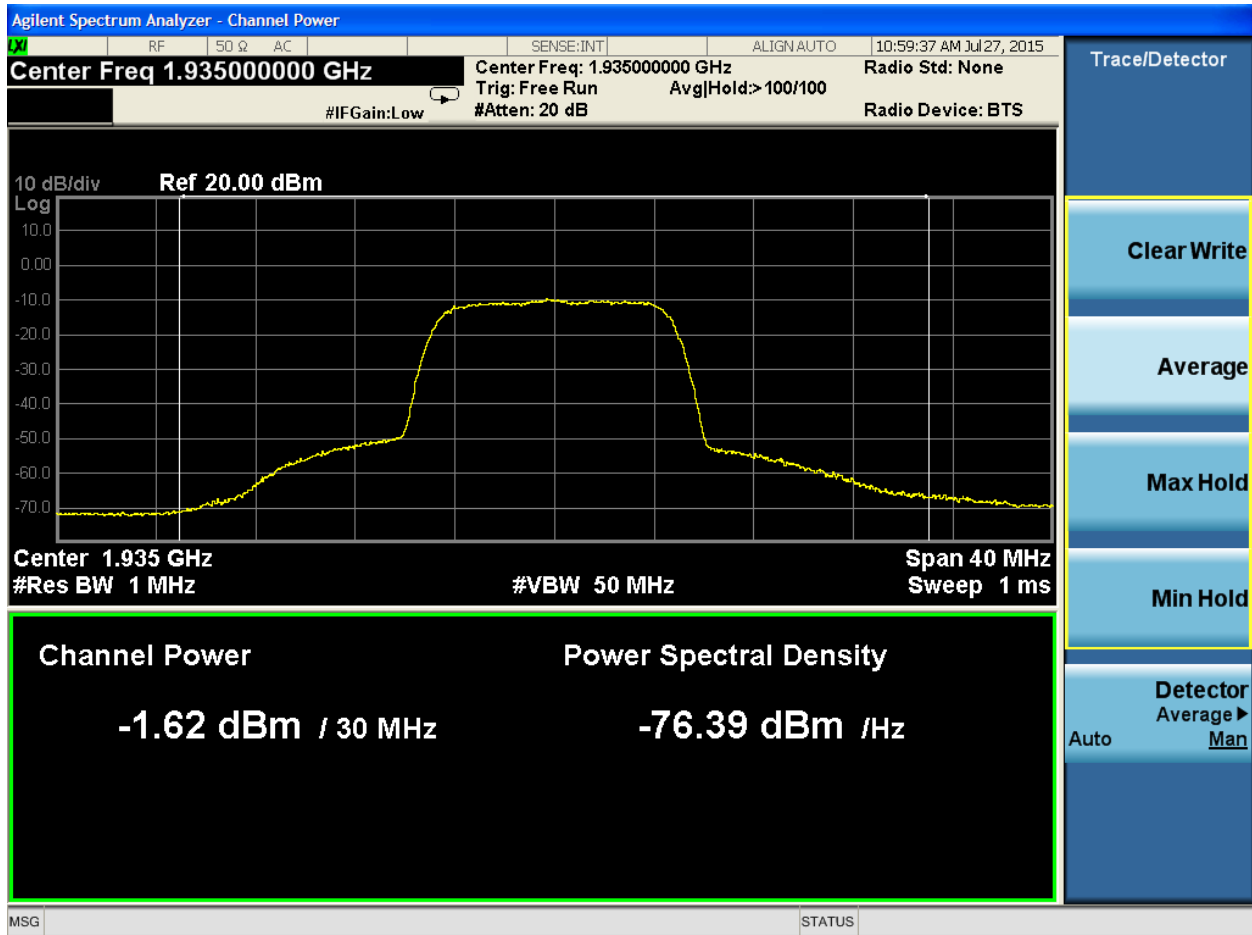 Agilent Spectrum Analyzer - Channel Power
LXI RF 50 Ω AC SENSE:INT ALIGN AUTO 10:59:37 AM Jul 27, 2015
Center Freq 1.935000000 GHz
#IFGain:Low
Center Freq: 1.935000000 GHz
Trig: Free Run Avg|Hold:> 100/100
#Atten: 20 dB
Radio Std: None
Radio Device: BTS
10 dB/div Ref 20.00 dBm
Log
10.0
0.00
-10.0
-20.0
-30.0
-40.0
-50.0
-60.0
-70.0
Center 1.935 GHz Span 40 MHz
#Res BW 1 MHz #VBW 50 MHz Sweep 1 ms
Channel Power Power Spectral Density
-1.62 dBm / 30 MHz -76.39 dBm /Hz
Trace/Detector
Clear Write
Average
Max Hold
Min Hold
Detector
Average▶
Auto Man
MSG STATUS